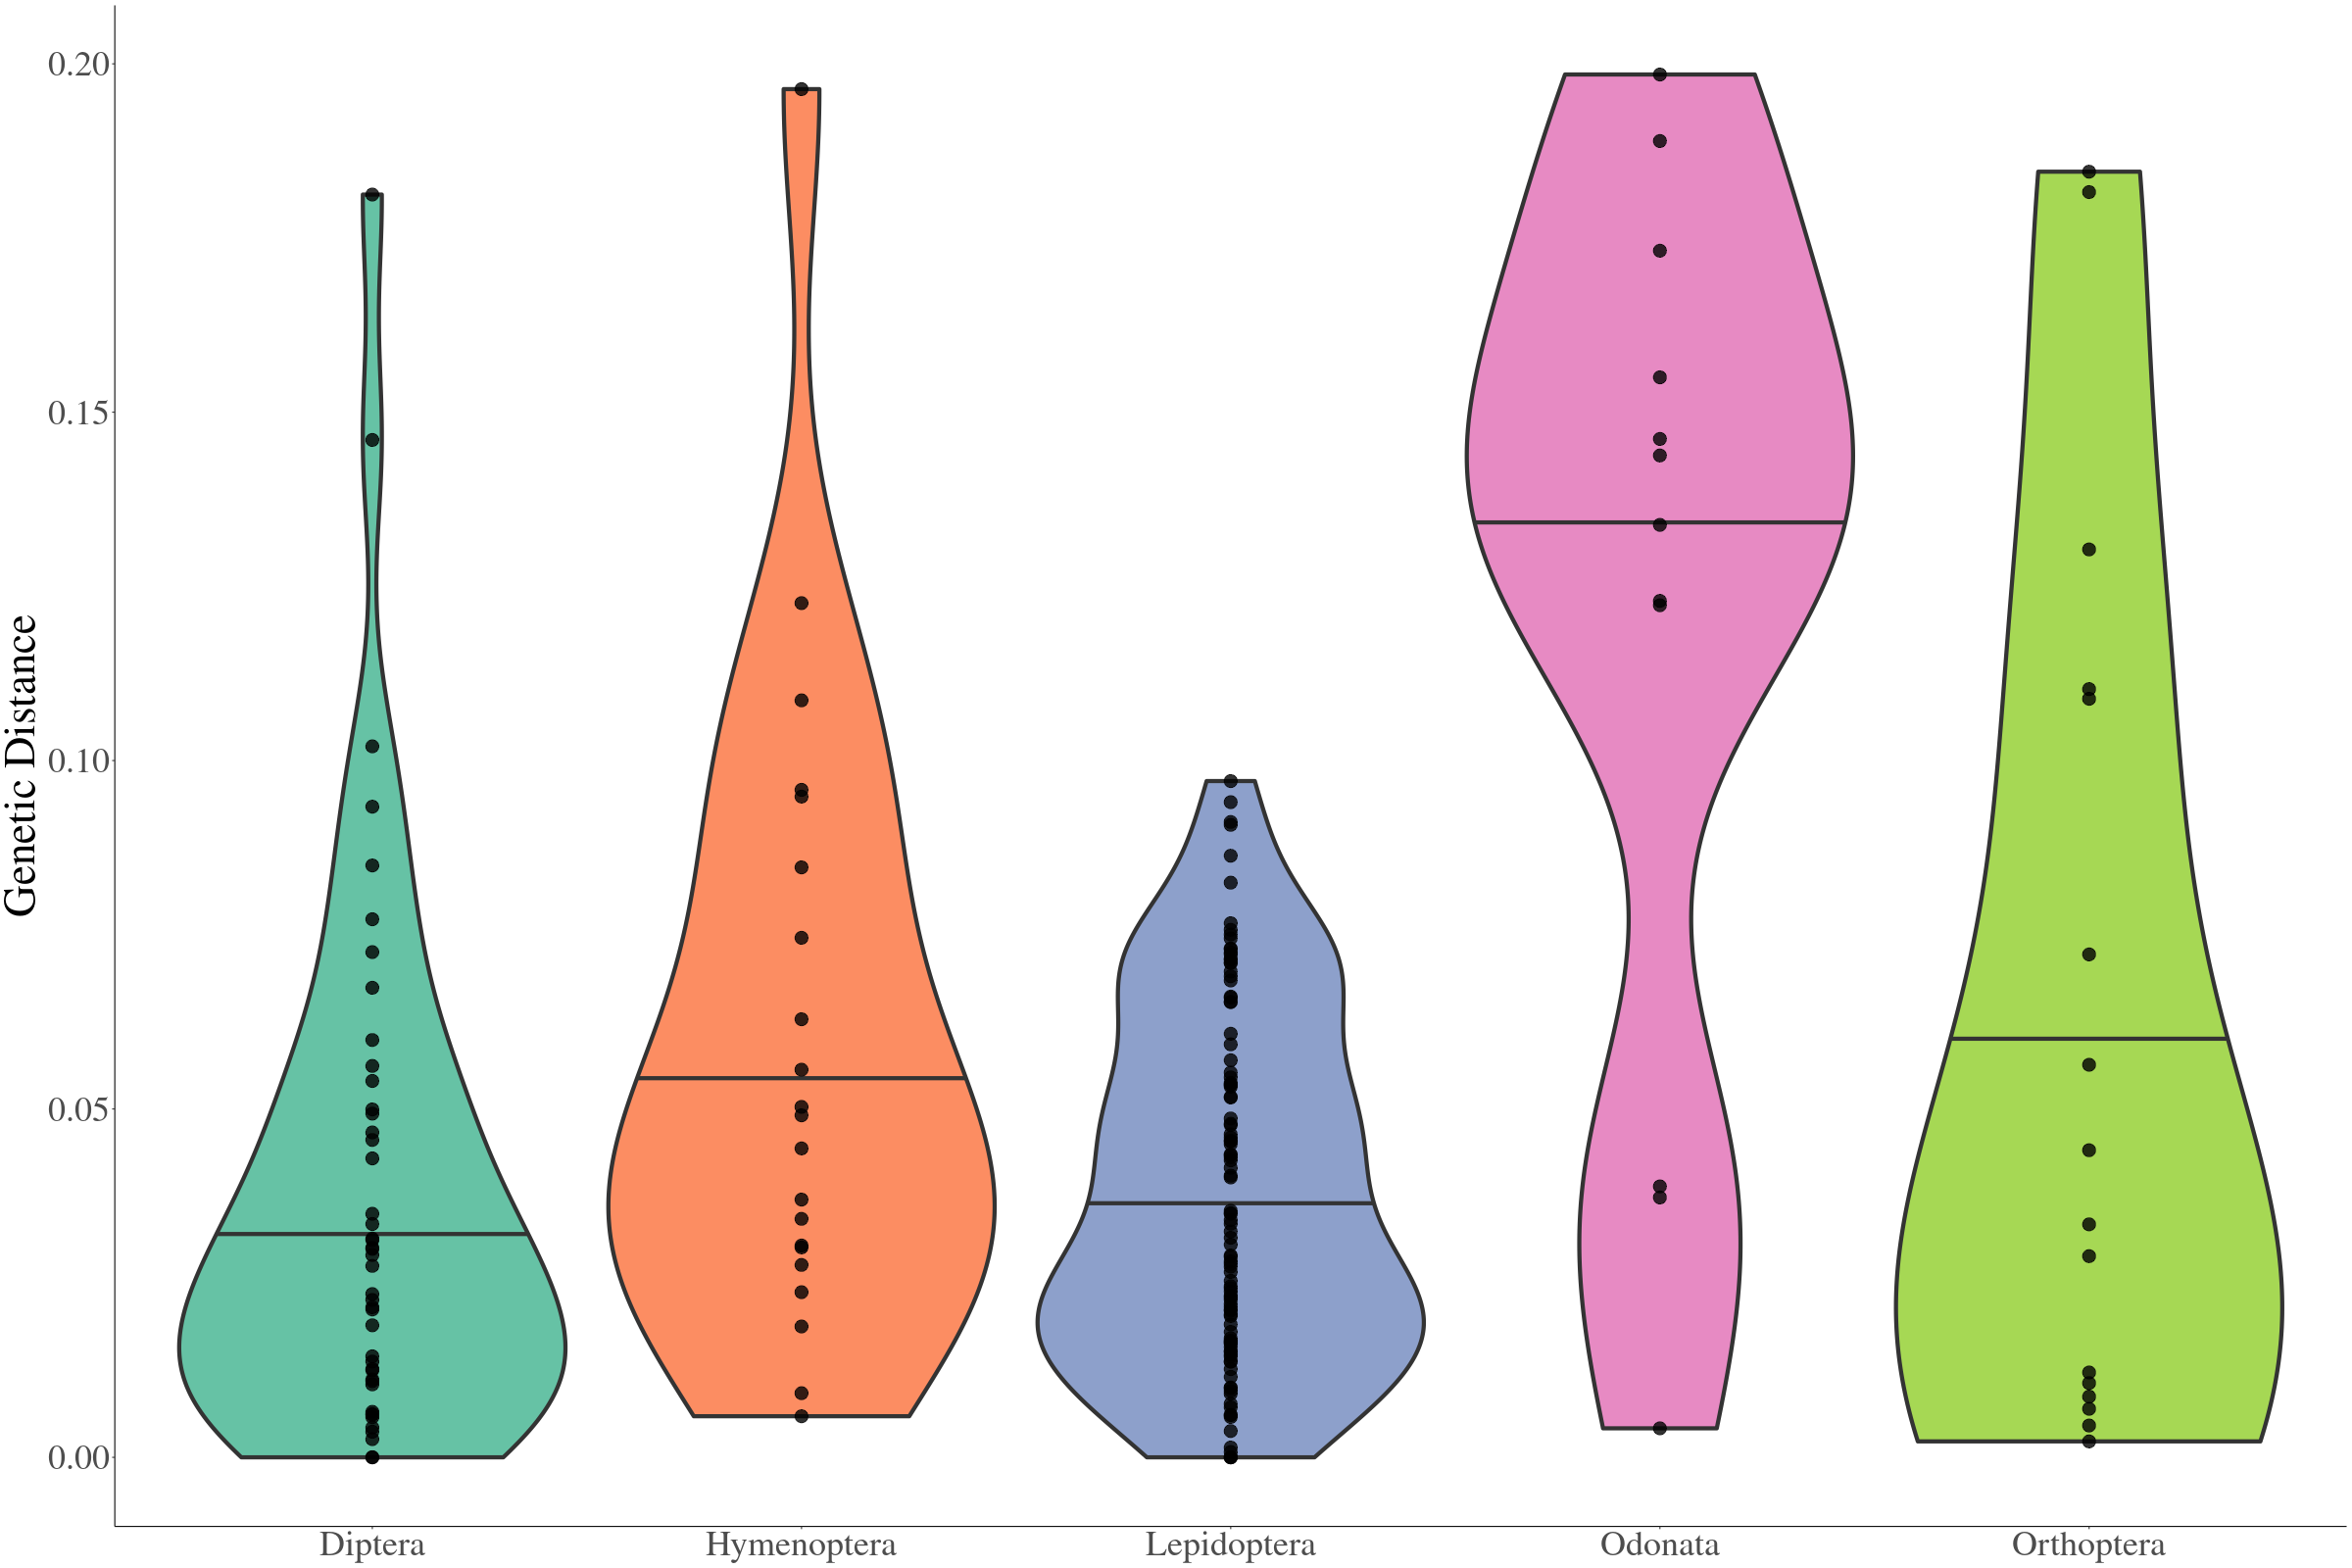 Genetic Distance
0.20
0.15
0.10
0.05
0.00
Diptera
Hymenoptera
Lepidoptera
Odonata
Orthoptera